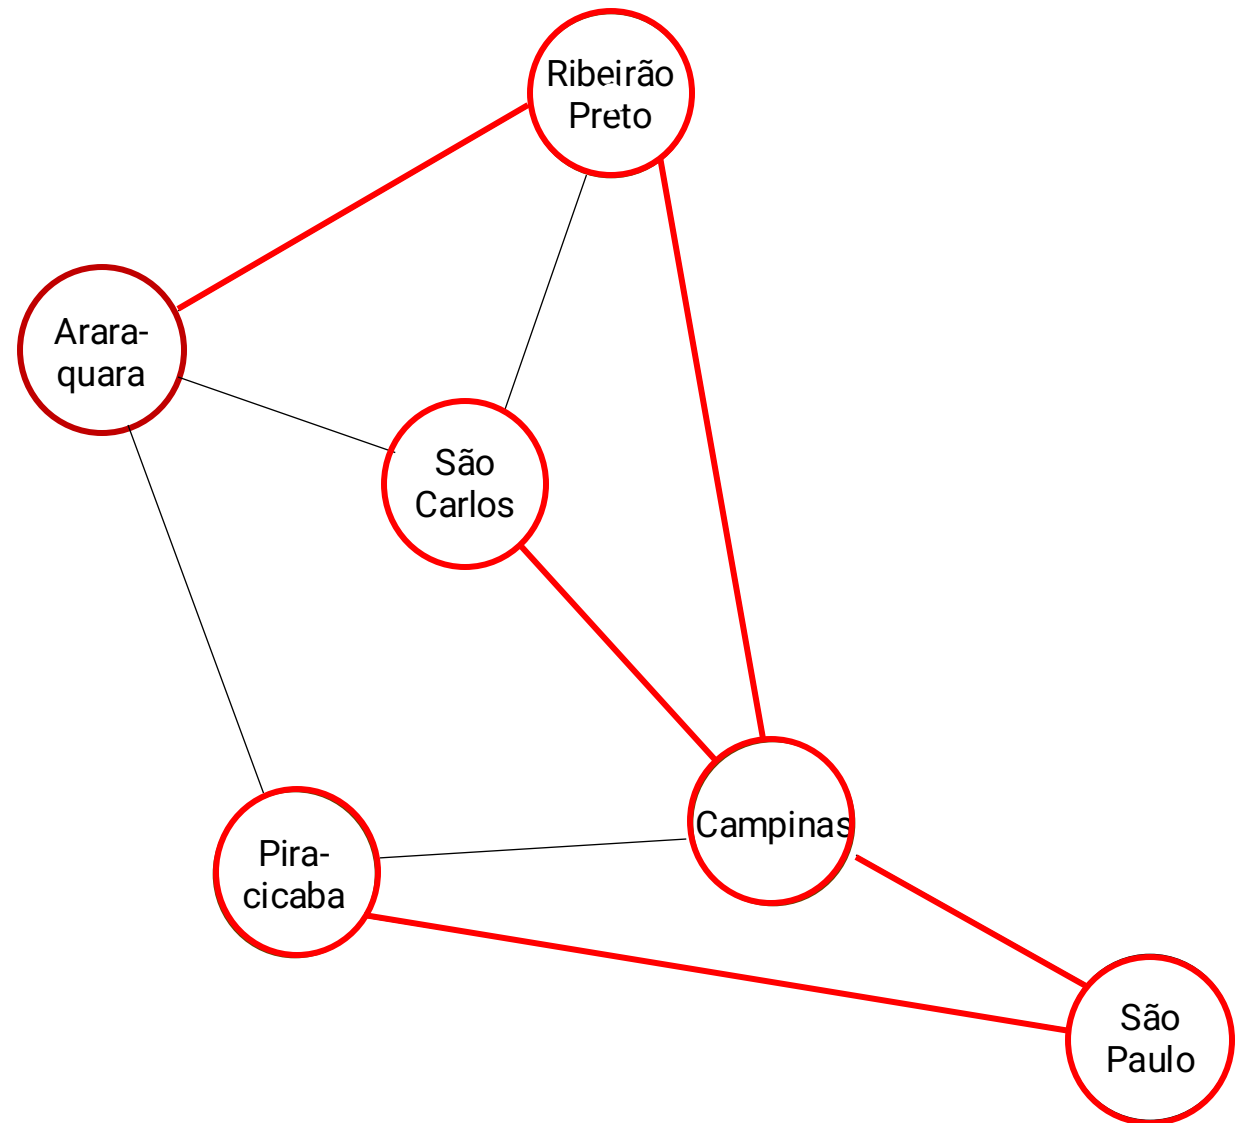 Ribeirão
Preto
Arara-
quara
São
Carlos
Campinas
Pira-
cicaba
São
Paulo